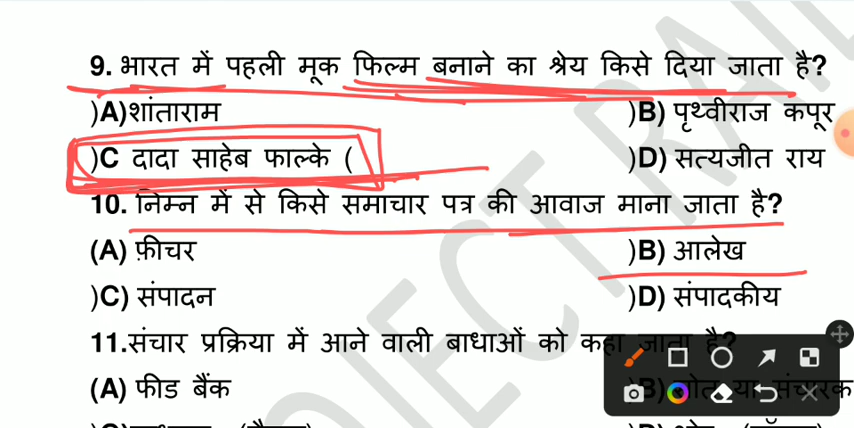 9. भारत में पहली मूक फिल्म बनाने का श्रेय किसे दिया जाता है?
)A)शांताराम )B) पृथ्वीराज कपूर
)C दादा साहेब फाल्के ( )D) सत्यजीत राय
10. निम्न में से किसे समाचार पत्र की आवाज माना जाता है?
(A) फ़ीचर )B) आलेख
)C) संपादन )D) संपादकीय
11.संचार प्रक्रिया में आने वाली बाधाओं को कहा जाता है?
(A) फीड बैंक B) स्रोत या संचारक